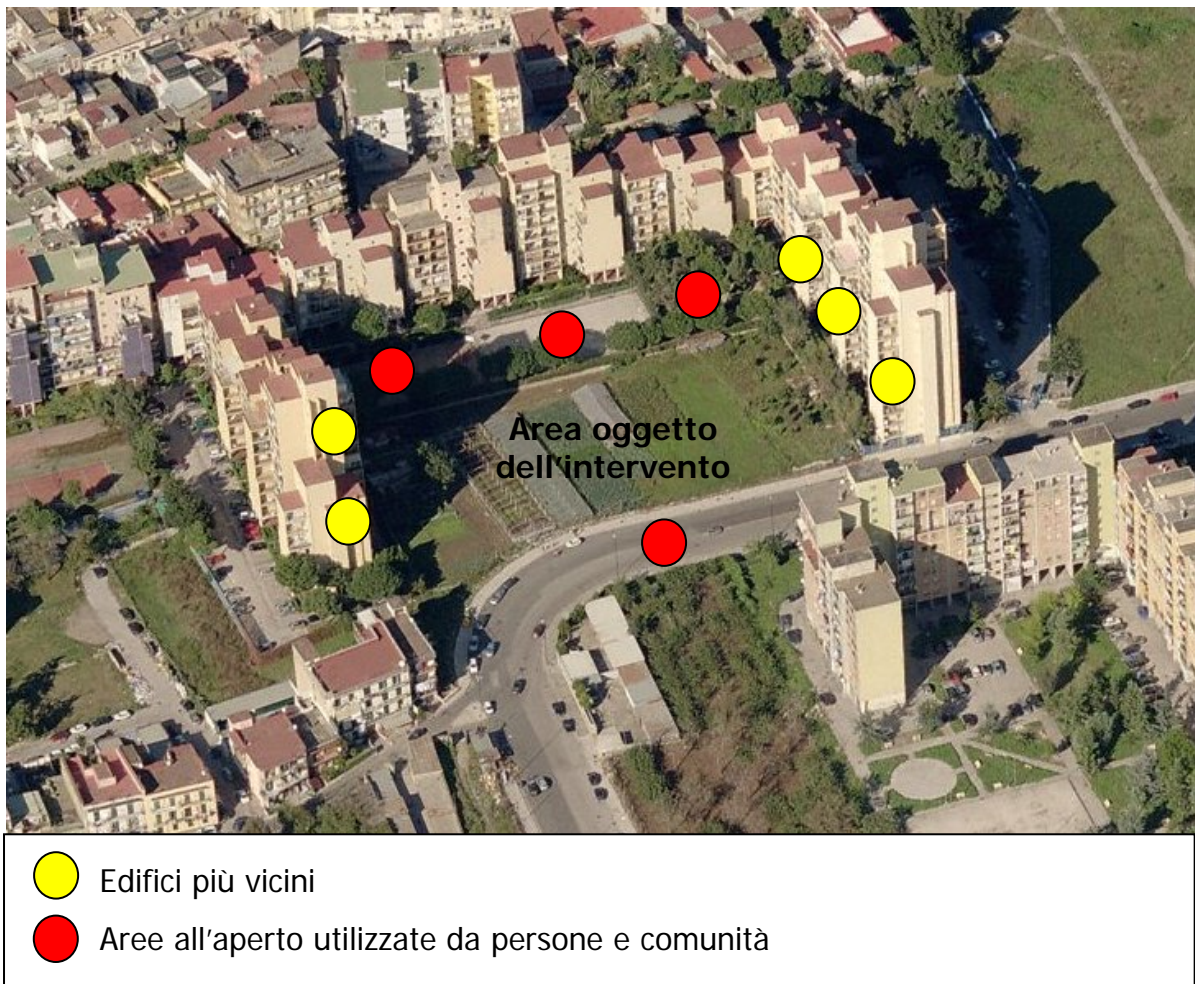 Area oggetto
dell'intervento
Edifici più vicini
Aree all'aperto utilizzate da persone e comunità